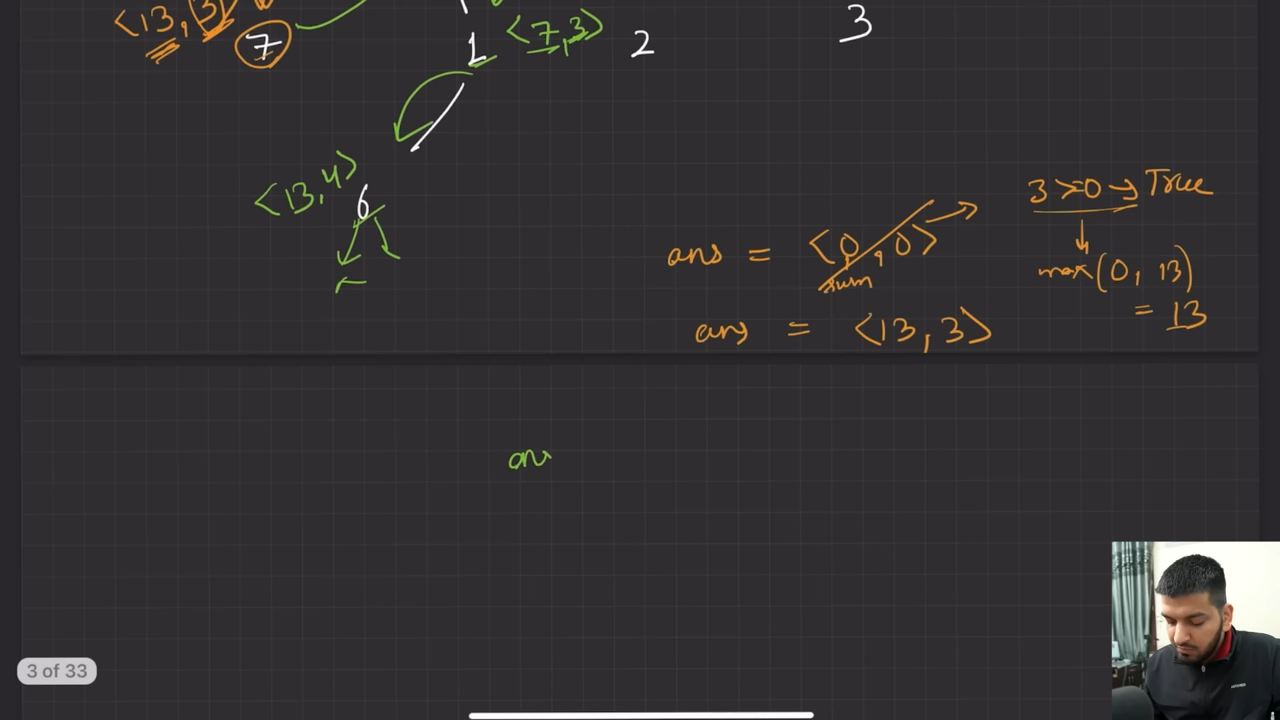 <13, 3>
7
1 <7, 3>
2
3
<13, 4>
6
3 >= 0 → True
ans = <0, 0>
sum
max(0, 13)
= 13
ans = <13, 3>
an
3 of 33